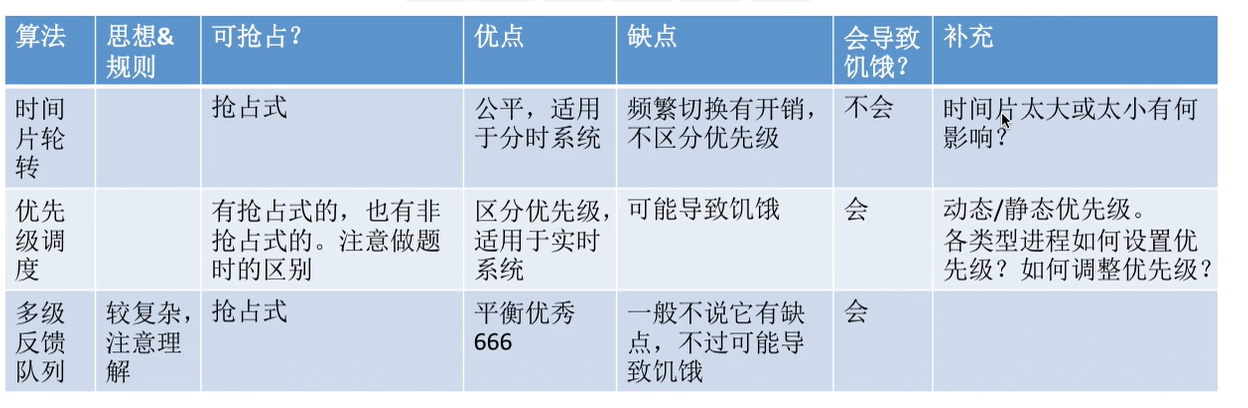 算法
思想&
规则
可抢占？
优点
缺点
会导致
饥饿？
补充
时间
片轮
转
抢占式
公平，适用
于分时系统
频繁切换有开销，
不区分优先级
不会
时间片太大或太小有何
影响？
优先
级调
度
有抢占式的，也有非
抢占式的。注意做题
时的区别
区分优先级，
适用于实时
系统
可能导致饥饿
会
动态/静态优先级。
各类型进程如何设置优
先级？如何调整优先级？
多级
反馈
队列
较复杂，
注意理
解
抢占式
平衡优秀
666
一般不说它有缺
点，不过可能导
致饥饿
会